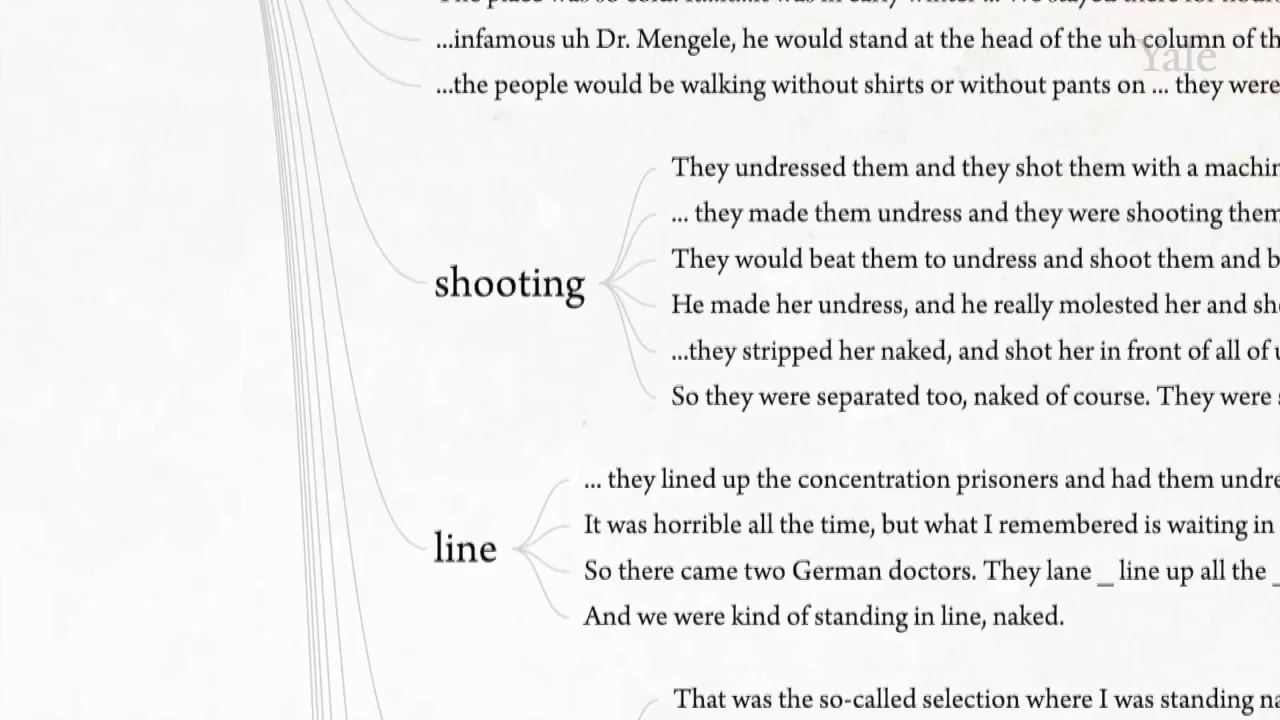 ...infamous uh Dr. Mengele, he would stand at the head of the uh column of th
Yale
...the people would be walking without shirts or without pants on ... they were
They undressed them and they shot them with a machin
... they made them undress and they were shooting them
They would beat them to undress and shoot them and b
shooting
He made her undress, and he really molested her and sh
...they stripped her naked, and shot her in front of all of u
So they were separated too, naked of course. They were s
... they lined up the concentration prisoners and had them undre
It was horrible all the time, but what I remembered is waiting in
line
So there came two German doctors. They lane _ line up all the _
And we were kind of standing in line, naked.
That was the so-called selection where I was standing na